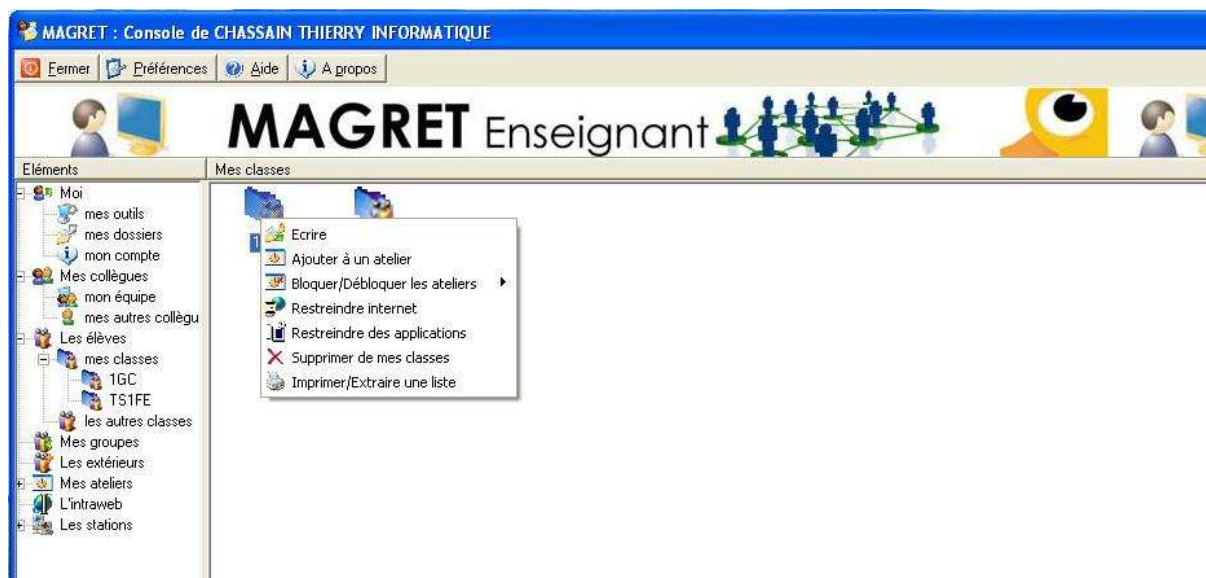 MAGRET : Console de CHASSAIN THIERRY INFORMATIQUE
Fermer Préférences Aide A propos
MAGRET Enseignant
Eléments Mes classes
Moi
mes outils
mes dossiers
mon compte
Mes collègues
mon équipe
mes autres collègu
Les élèves
mes classes
1GC
TS1FE
les autres classes
Mes groupes
Les extérieurs
Mes ateliers
L'intraweb
Les stations
1
Ecrire
Ajouter à un atelier
Bloquer/Débloquer les ateliers
Restreindre internet
Restreindre des applications
Supprimer de mes classes
Imprimer/Extraire une liste